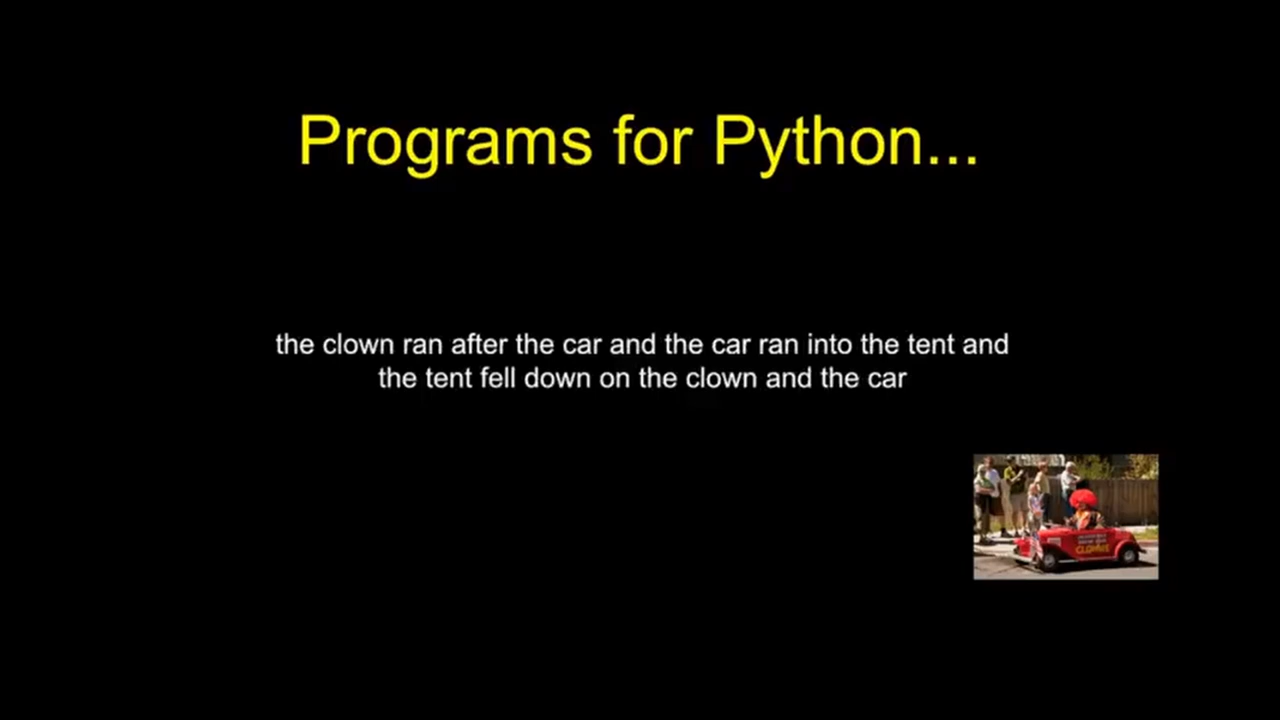 Programs for Python...
the clown ran after the car and the car ran into the tent and
the tent fell down on the clown and the car
CLOWNS